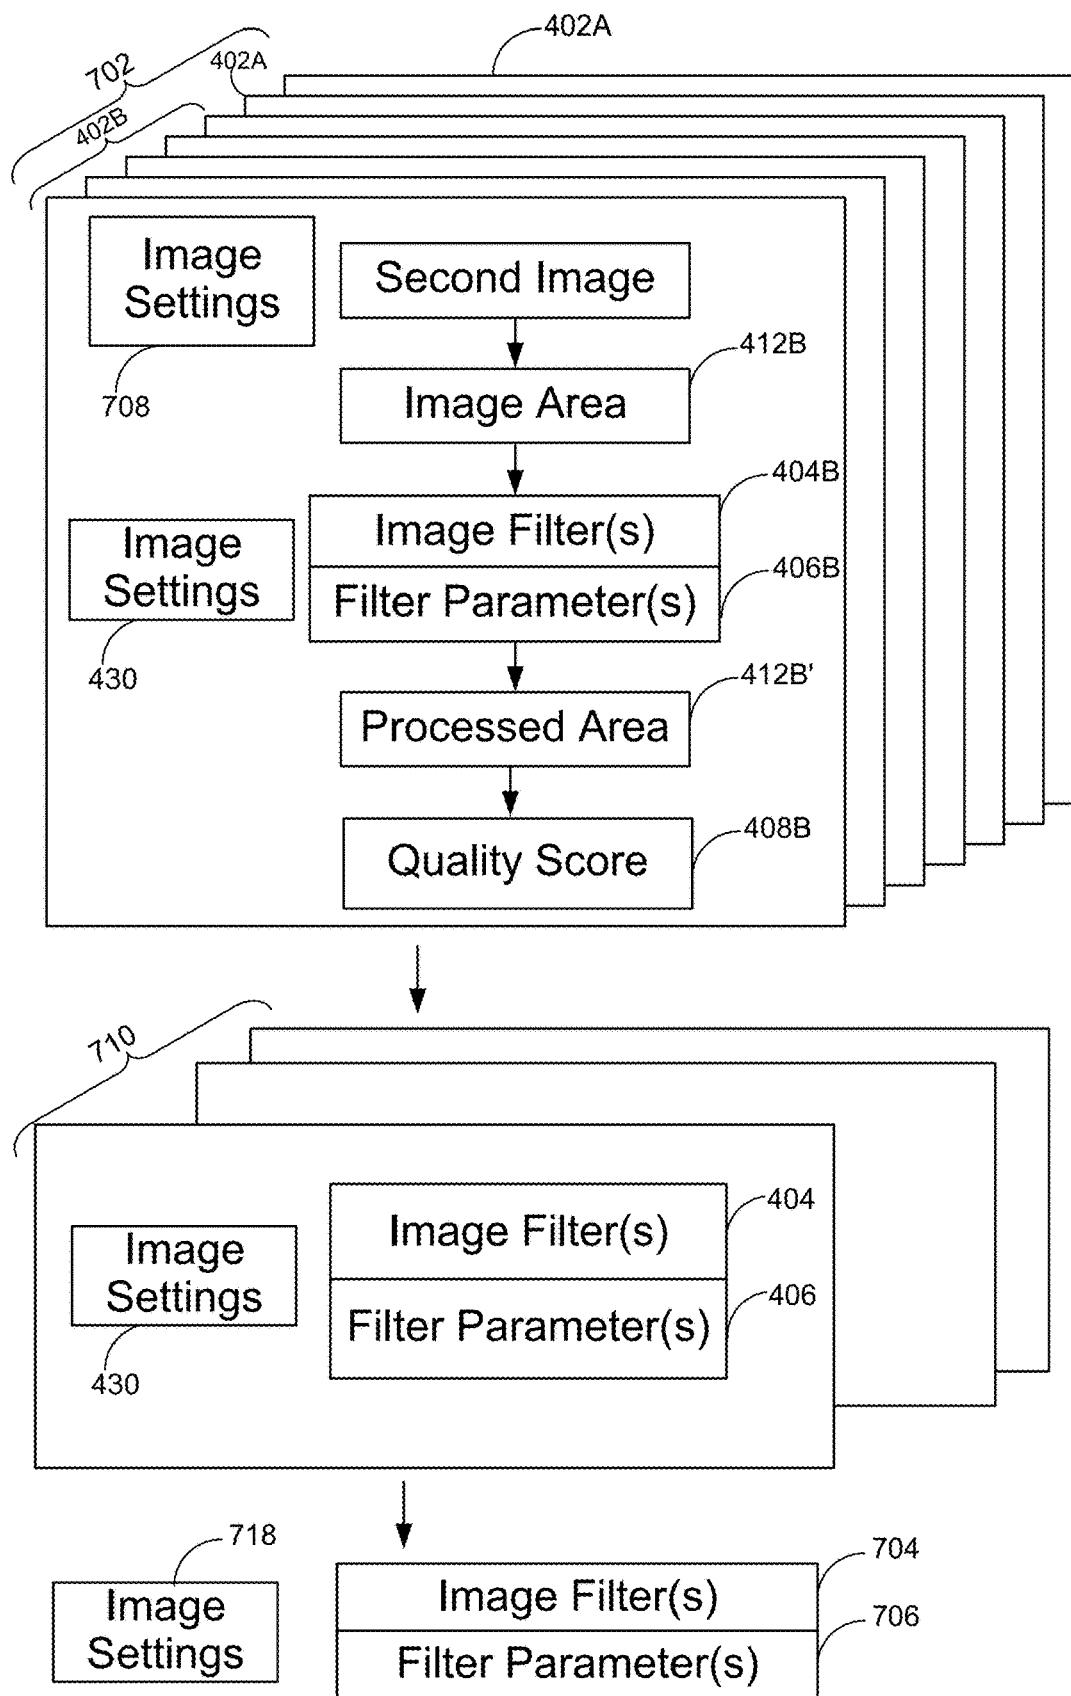 402A
702
402A
402B
Image
Settings
708
Second Image
412B
Image Area
404B
Image Filter(s)
Image
Settings
430
406B
Filter Parameter(s)
412B'
Processed Area
408B
Quality Score
710
404
Image Filter(s)
Image
Settings
430
406
Filter Parameter(s)
718
Image
Settings
704
Image Filter(s)
706
Filter Parameter(s)